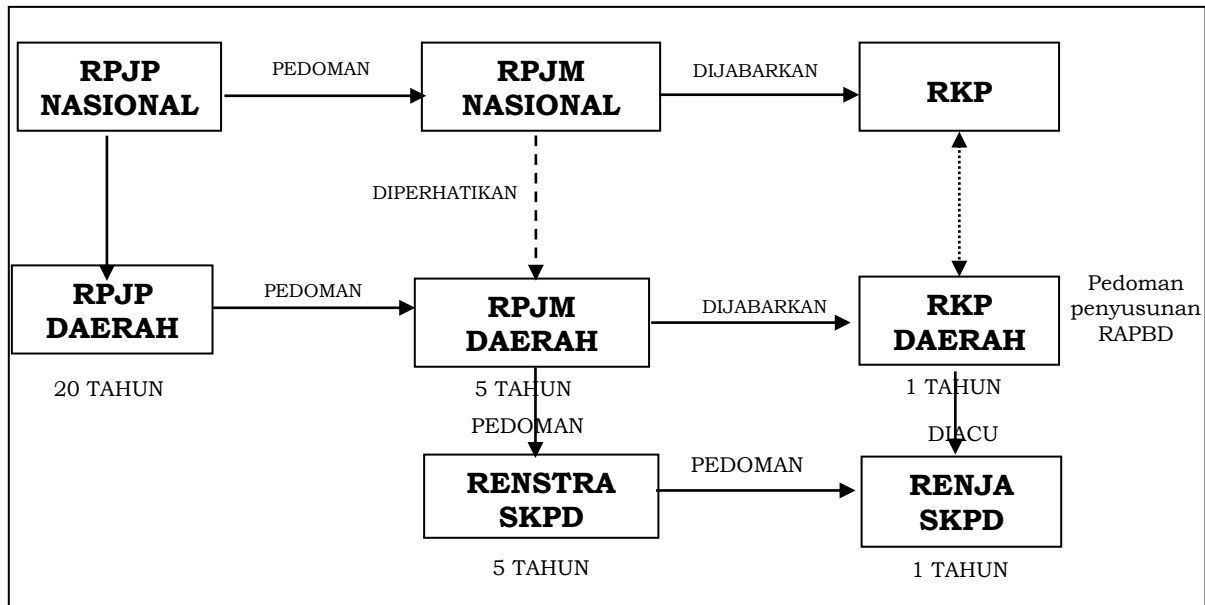 RPJP
NASIONAL
PEDOMAN
RPJM
NASIONAL
DIJABARKAN
RKP
DIPERHATIKAN
RPJP
DAERAH
PEDOMAN
RPJM
DAERAH
DIJABARKAN
RKP
DAERAH
Pedoman
penyusunan
RAPBD
20 TAHUN
5 TAHUN
1 TAHUN
PEDOMAN
DIACU
RENSTRA
SKPD
PEDOMAN
RENJA
SKPD
5 TAHUN
1 TAHUN